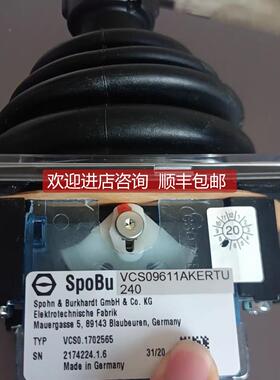 欢迎进店咨询 顺丰包邮
20
SpoBu
VCS09611AKERTU
240
Spohn & Burkhardt GmbH & Co. KG
Elektrotechnische Fabrik
Mauergasse 5, 89143 Blaubeuren, Germany
TYP VCS0.1702565
SN 2174224.1.6 31/20
Made in Germany